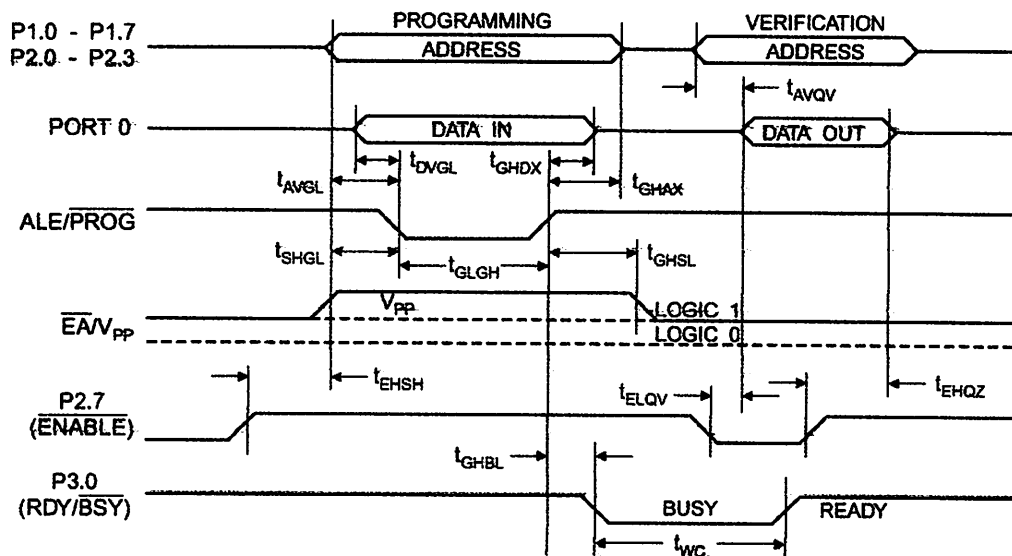 PROGRAMMING
VERIFICATION
P1.0 - P1.7
P2.0 - P2.3
ADDRESS
ADDRESS
tAVQV
PORT 0
DATA IN
DATA OUT
tDVGL
tGHDX
tAVGL
tGHAX
ALE/PROG
tSHGL
tGLGH
tGHSL
VPP
LOGIC 1
EA/VPP
LOGIC 0
tEHSH
tELQV
tEHQZ
P2.7
(ENABLE)
tGHBL
P3.0
(RDY/BSY)
BUSY
READY
tWC